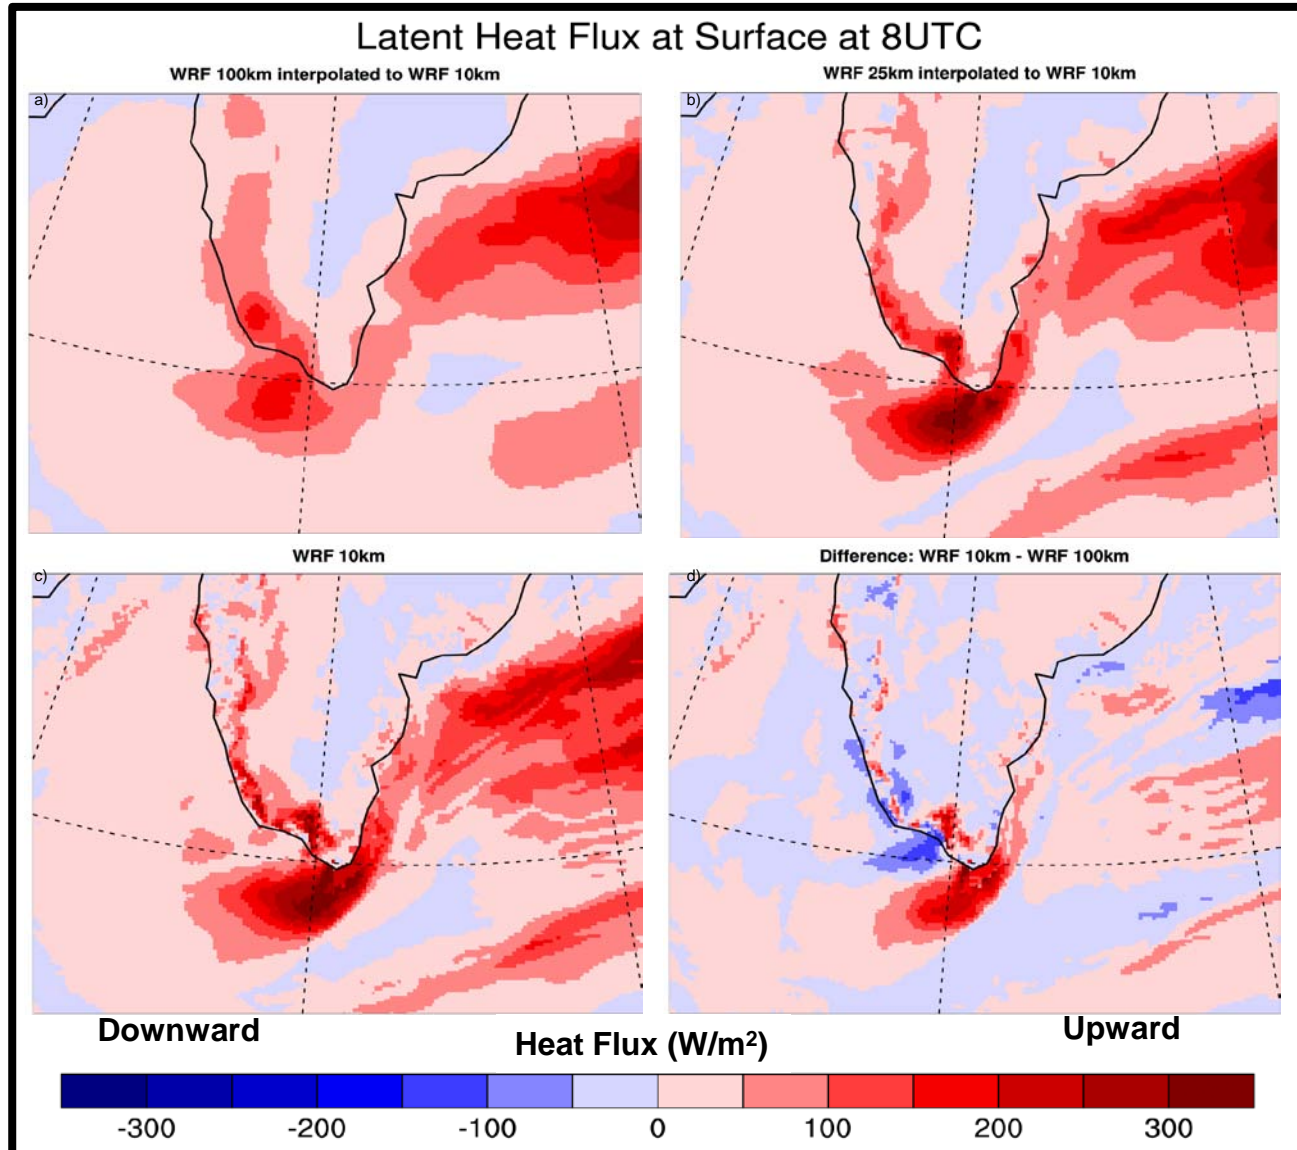 Latent Heat Flux at Surface at 8UTC
WRF 100km interpolated to WRF 10km
WRF 25km interpolated to WRF 10km
a)
b)
WRF 10km
Difference: WRF 10km - WRF 100km
c)
d)
Downward
Upward
Heat Flux (W/m²)
-300 -200 -100 0 100 200 300